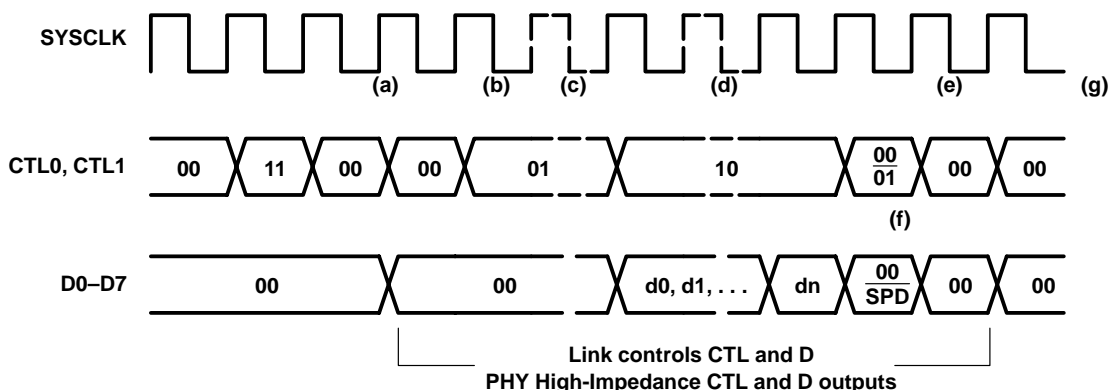 SYSCLK
(a) (b) (c) (d) (e) (g)
CTL0, CTL1 00 11 00 00 01 10 00 00 00
01
(f)
D0–D7 00 00 d0, d1, . . . dn 00 00 00
SPD
Link controls CTL and D
PHY High-Impedance CTL and D outputs